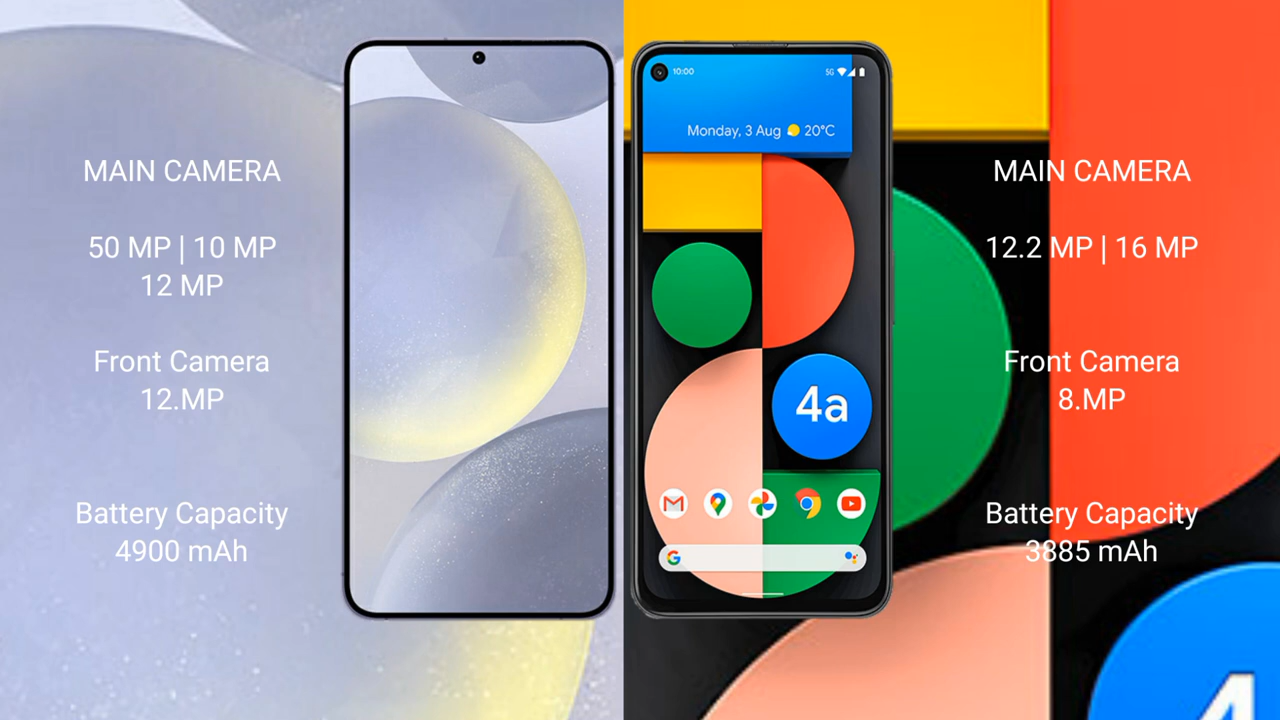 MAIN CAMERA
50 MP | 10 MP
12 MP
Front Camera
12.MP
Battery Capacity
4900 mAh
10:00
5G
Monday, 3 Aug 20°C
4a
MAIN CAMERA
12.2 MP | 16 MP
Front Camera
8.MP
Battery Capacity
3885 mAh
4